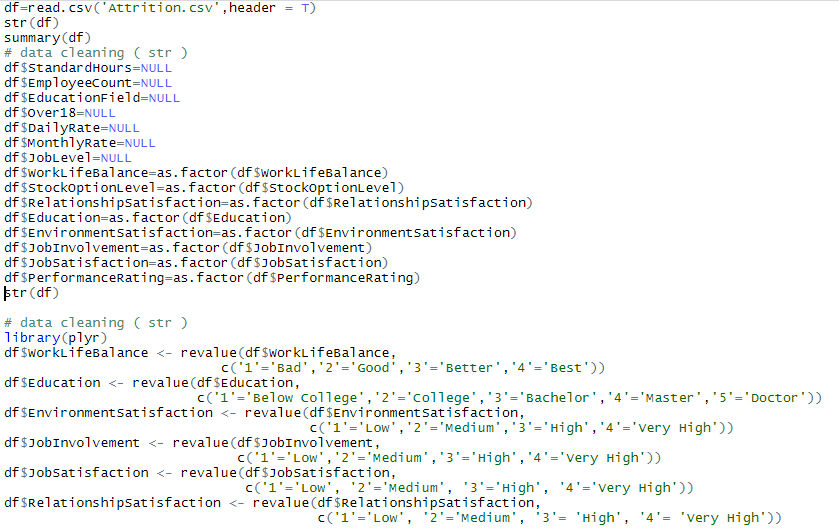 df=read.csv('Attrition.csv',header = T)
str(df)
summary(df)
# data cleaning ( str )
df$StandardHours=NULL
df$EmployeeCount=NULL
df$EducationField=NULL
df$Over18=NULL
df$DailyRate=NULL
df$MonthlyRate=NULL
df$JobLevel=NULL
df$WorkLifeBalance=as.factor(df$WorkLifeBalance)
df$StockOptionLevel=as.factor(df$StockOptionLevel)
df$RelationshipSatisfaction=as.factor(df$RelationshipSatisfaction)
df$Education=as.factor(df$Education)
df$EnvironmentSatisfaction=as.factor(df$EnvironmentSatisfaction)
df$JobInvolvement=as.factor(df$JobInvolvement)
df$JobSatisfaction=as.factor(df$JobSatisfaction)
df$PerformanceRating=as.factor(df$PerformanceRating)
str(df)

# data cleaning ( str )
library(plyr)
df$WorkLifeBalance <- revalue(df$WorkLifeBalance,
c('1'='Bad','2'='Good','3'='Better','4'='Best'))
df$Education <- revalue(df$Education,
c('1'='Below College','2'='College','3'='Bachelor','4'='Master','5'='Doctor'))
df$EnvironmentSatisfaction <- revalue(df$EnvironmentSatisfaction,
c('1'='Low','2'='Medium','3'='High','4'='Very High'))
df$JobInvolvement <- revalue(df$JobInvolvement,
c('1'='Low','2'='Medium','3'='High','4'='Very High'))
df$JobSatisfaction <- revalue(df$JobSatisfaction,
c('1'='Low', '2'='Medium', '3'='High', '4'='Very High'))
df$RelationshipSatisfaction <- revalue(df$RelationshipSatisfaction,
c('1'='Low', '2'='Medium', '3'= 'High', '4'= 'Very High'))